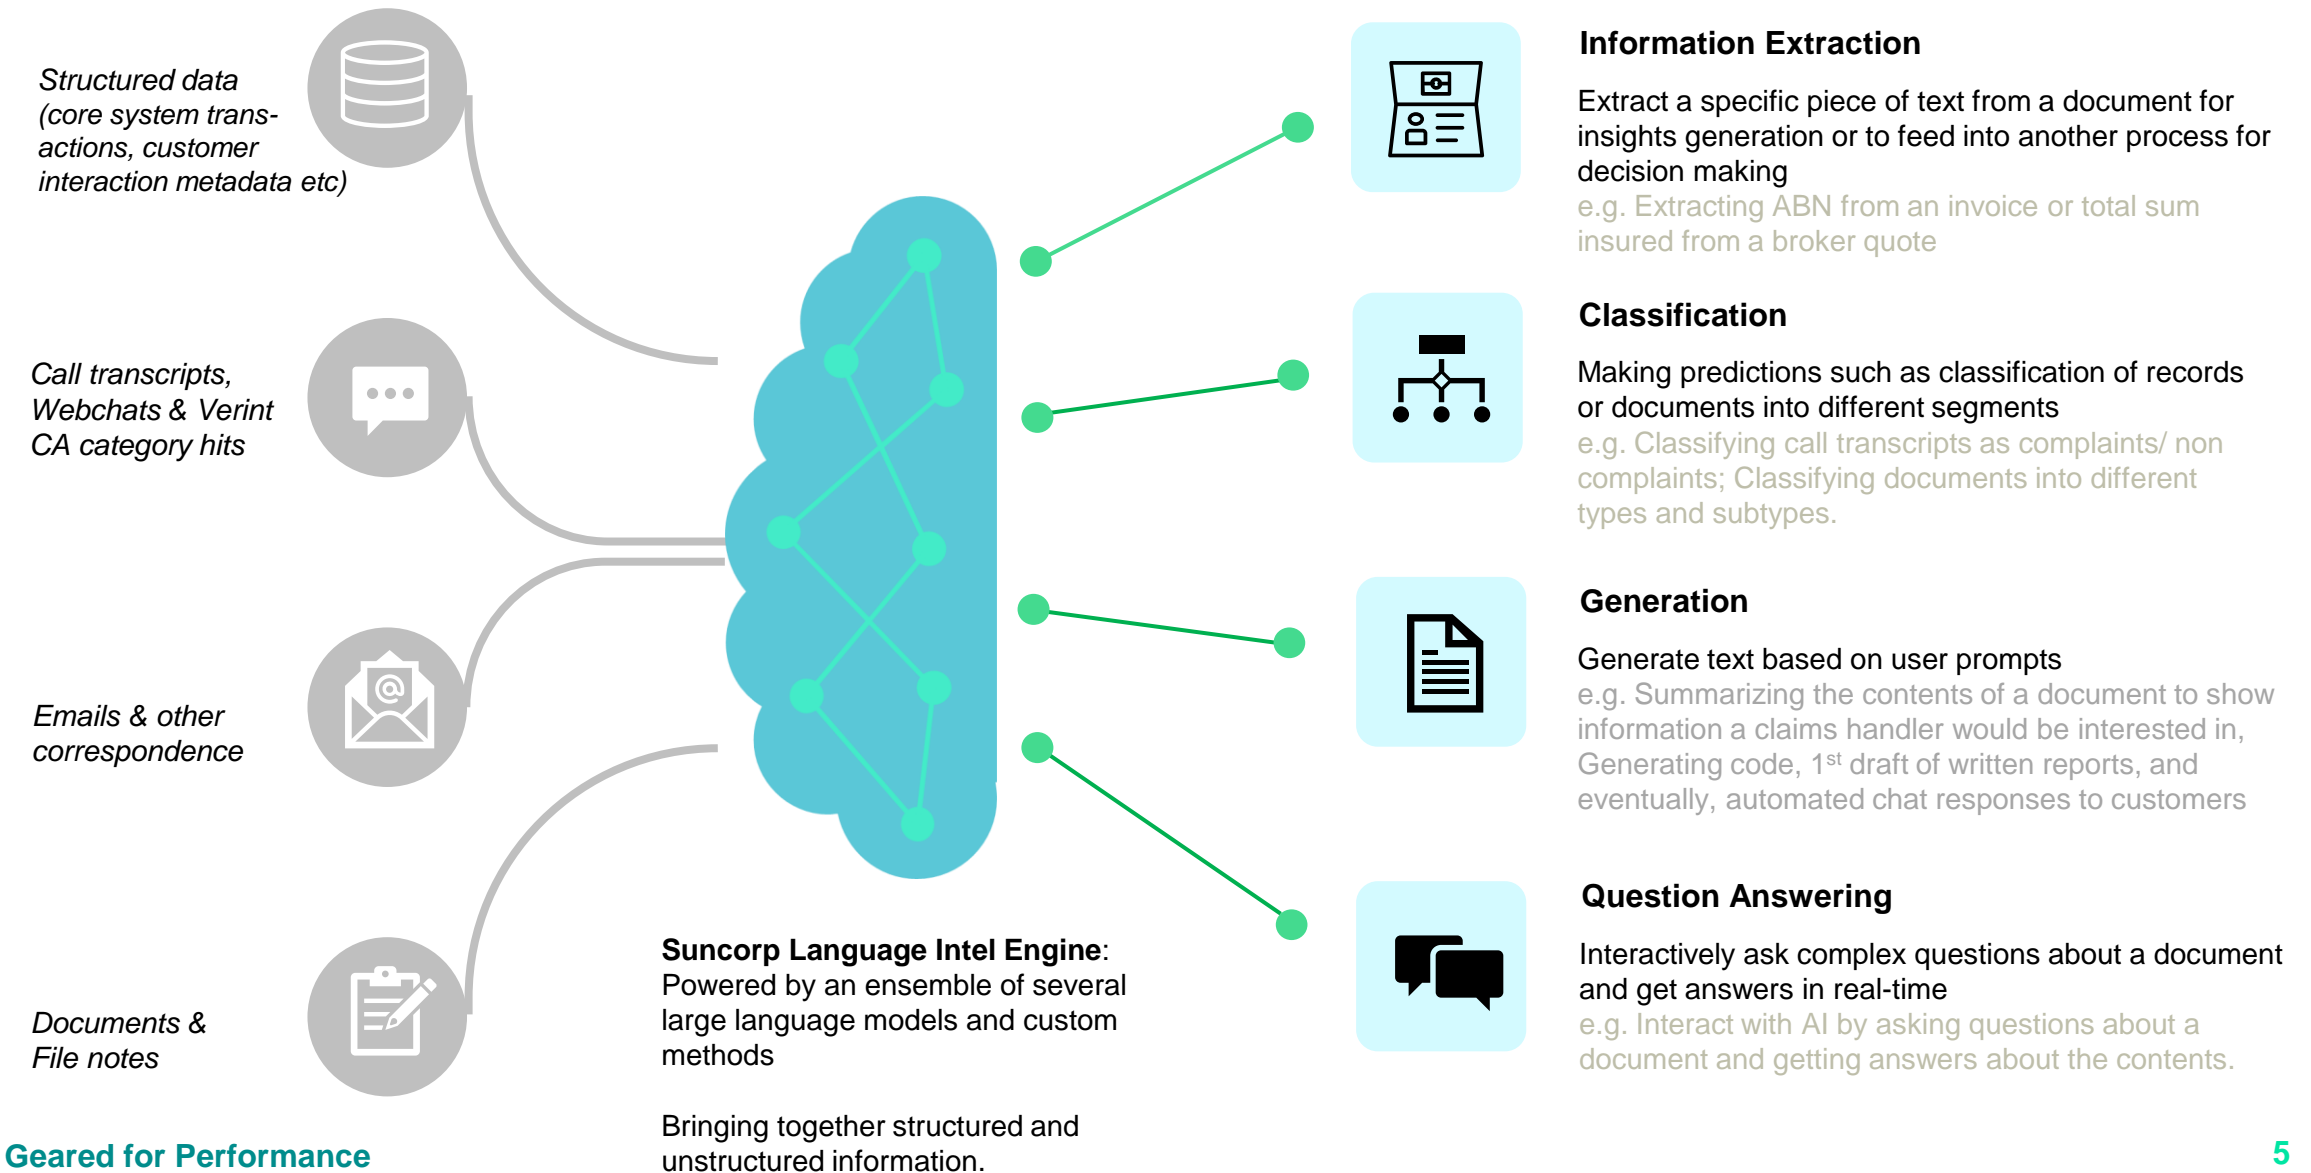 Structured data
(core system trans-
actions, customer
interaction metadata etc)
Call transcripts,
Webchats & Verint
CA category hits
Emails & other
correspondence
Documents &
File notes
Suncorp Language Intel Engine:
Powered by an ensemble of several
large language models and custom
methods
Bringing together structured and
unstructured information.
Information Extraction
Extract a specific piece of text from a document for
insights generation or to feed into another process for
decision making
e.g. Extracting ABN from an invoice or total sum
insured from a broker quote
Classification
Making predictions such as classification of records
or documents into different segments
e.g. Classifying call transcripts as complaints/ non
complaints; Classifying documents into different
types and subtypes.
Generation
Generate text based on user prompts
e.g. Summarizing the contents of a document to show
information a claims handler would be interested in,
Generating code, 1st draft of written reports, and
eventually, automated chat responses to customers
Question Answering
Interactively ask complex questions about a document
and get answers in real-time
e.g. Interact with AI by asking questions about a
document and getting answers about the contents.
Geared for Performance
5